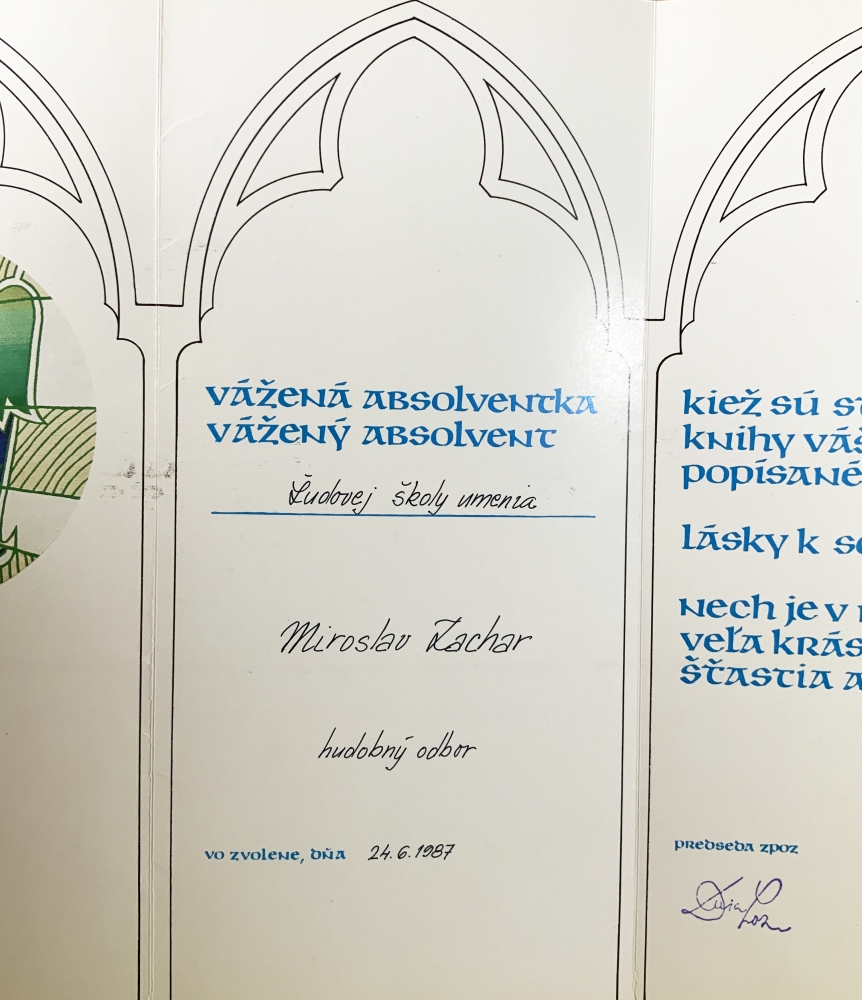 VÁŽENÁ ABSOLVENTKA
VÁŽENÝ ABSOLVENT
Ľudovej školy umenia
Miroslav Zachar
hudobný odbor
VO ZVOLENE, DŇA 24.6.1987
KIEŽ SÚ
KNIHY
POPÍSANÉ
LÁSKY K
NECH JE V
VEĽA
ŠŤASTIA A
PREDSEDA ZPOZ